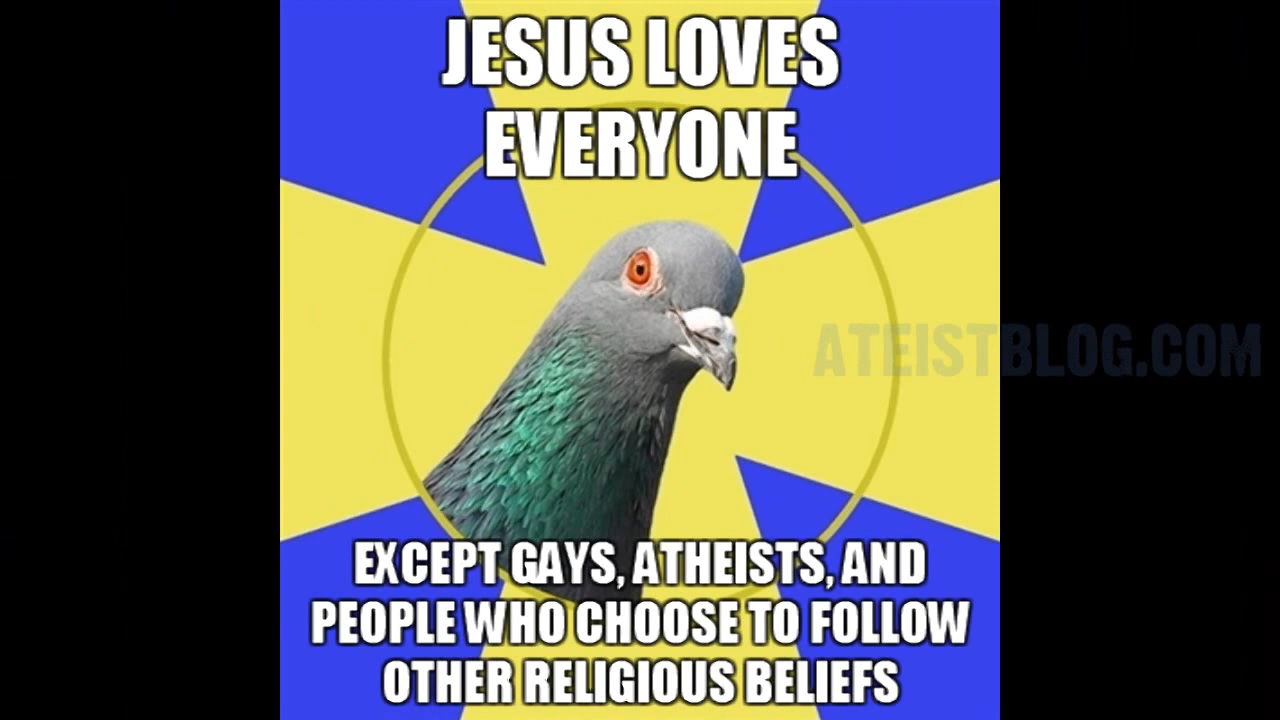 JESUS LOVES
EVERYONE
ATEISTBLOG.COM
EXCEPT GAYS, ATHEISTS, AND
PEOPLE WHO CHOOSE TO FOLLOW
OTHER RELIGIOUS BELIEFS